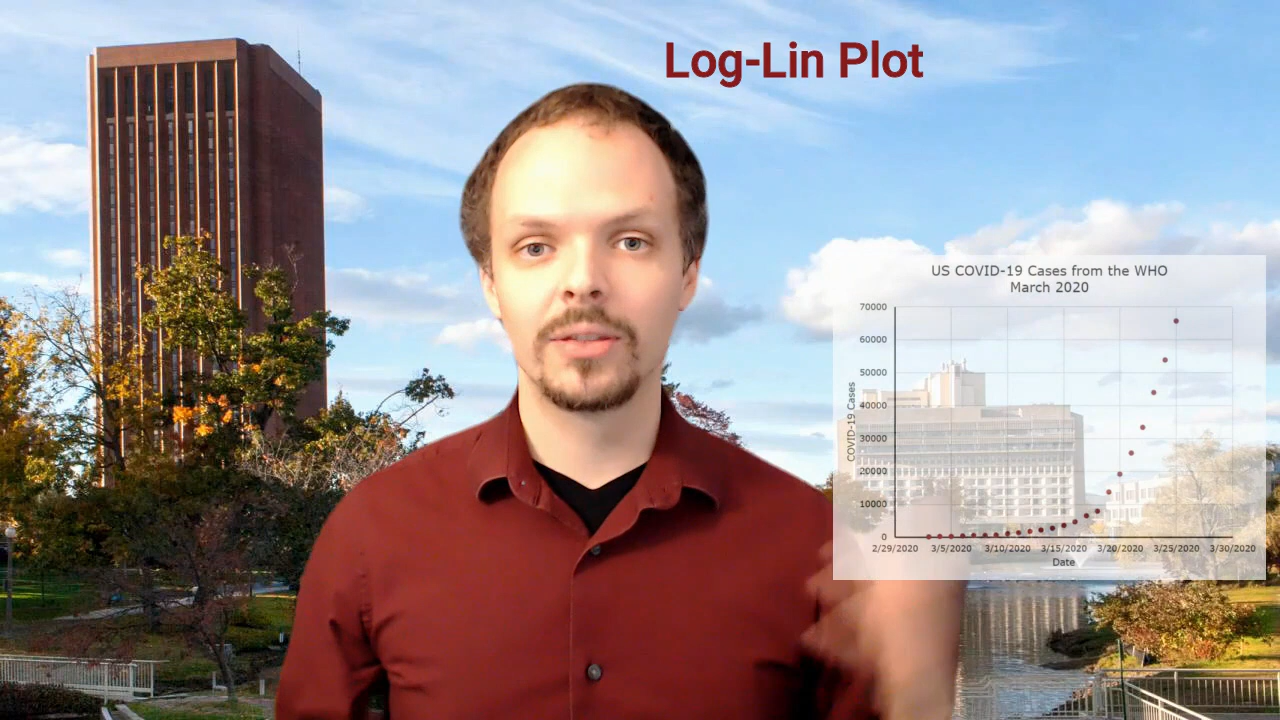 Log-Lin Plot
US COVID-19 Cases from the WHO
March 2020
70000
60000
50000
40000
30000
20000
10000
0
COVID-19 Cases
2/29/2020 3/5/2020 3/10/2020 3/15/2020 3/20/2020 3/25/2020 3/30/2020
Date